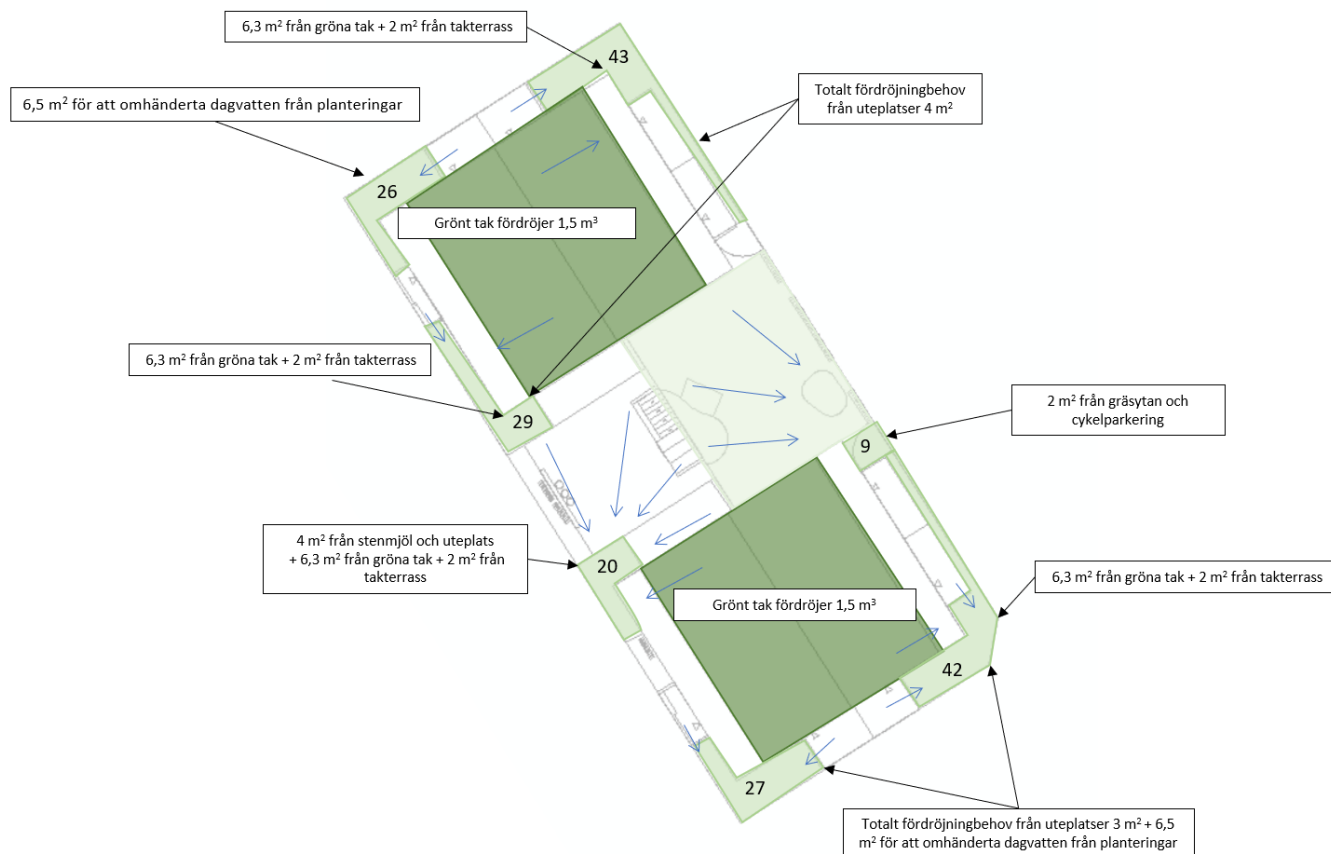 6,3 m² från gröna tak + 2 m² från takterrass
43
6,5 m² för att omhänderta dagvatten från planteringar
Totalt fördröjningbehov
från uteplatser 4 m²
26
Grönt tak fördröjer 1,5 m³
6,3 m² från gröna tak + 2 m² från takterrass
29
2 m² från gräsytan och
cykelparkering
9
4 m² från stenmjöl och uteplats
+ 6,3 m² från gröna tak + 2 m² från
takterrass
20
6,3 m² från gröna tak + 2 m² från takterrass
Grönt tak fördröjer 1,5 m³
42
27
Totalt fördröjningbehov från uteplatser 3 m² + 6,5
m² för att omhänderta dagvatten från planteringar